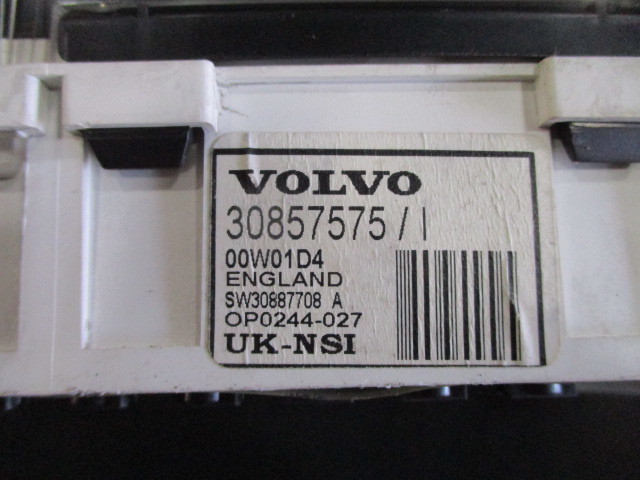 VOLVO
30857575/I
00W01D4
ENGLAND
SW30887708 A
OP0244-027
UK-NSI